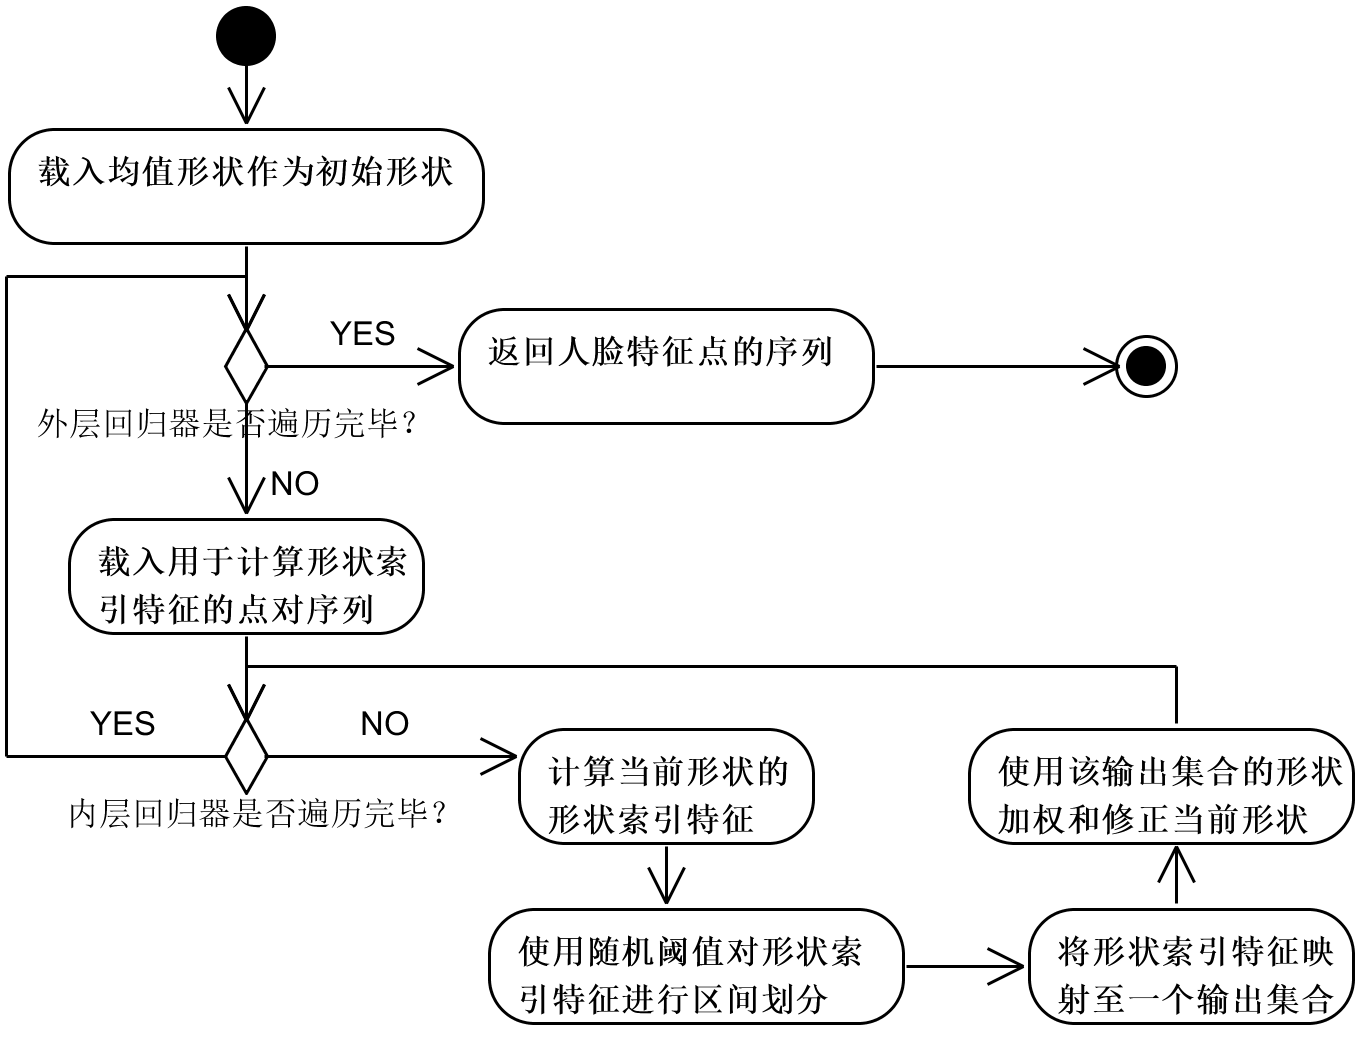 载入均值形状作为初始形状
YES
返回人脸特征点的序列
外层回归器是否遍历完毕？
NO
载入用于计算形状索
引特征的点对序列
YES
NO
内层回归器是否遍历完毕？
计算当前形状的
形状索引特征
使用该输出集合的形状
加权和修正当前形状
使用随机阈值对形状索
引特征进行区间划分
将形状索引特征映
射至一个输出集合